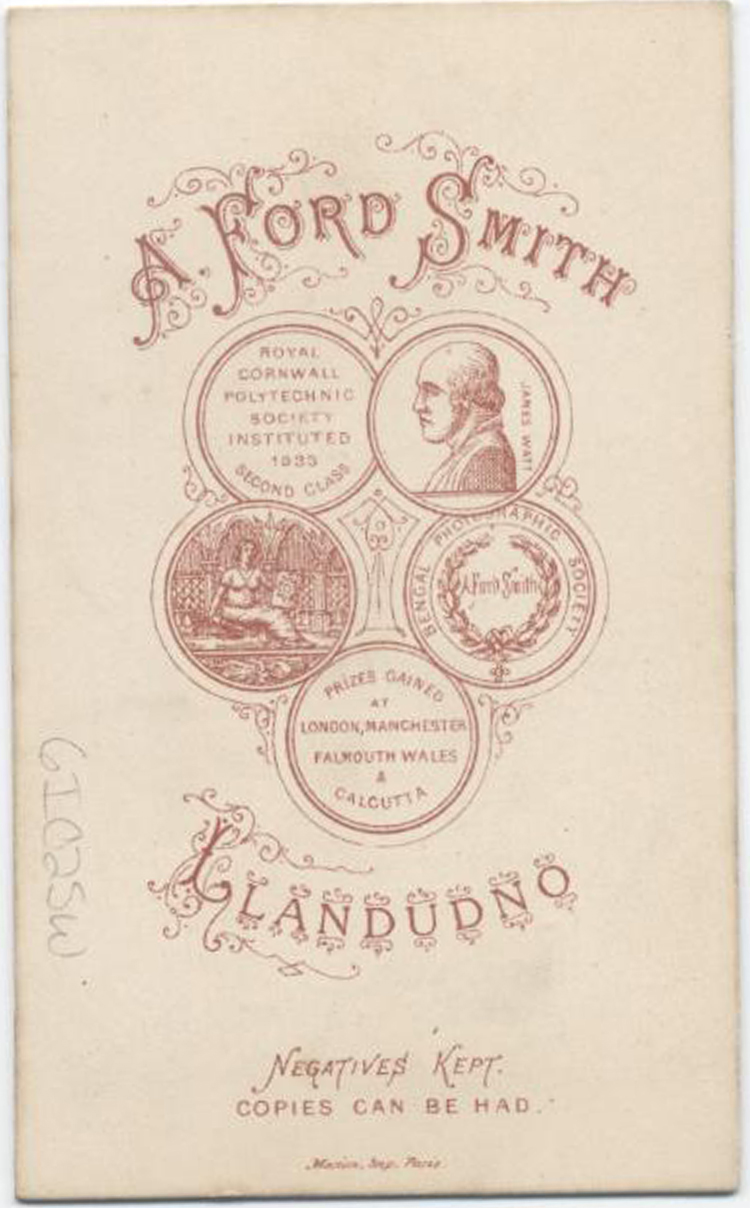 A. FORD SMITH
ROYAL
CORNWALL
POLYTECHNIC
SOCIETY
INSTITUTED
1833
SECOND CLASS
JAMES WATT
BENGAL PHOTOGRAPHIC SOCIETY
A Ford Smith
PRIZES GAINED
AT
LONDON, MANCHESTER
FALMOUTH WALES
&
CALCUTTA
LLANDUDNO
NEGATIVES KEPT.
COPIES CAN BE HAD.
Marion, Imp. Paris